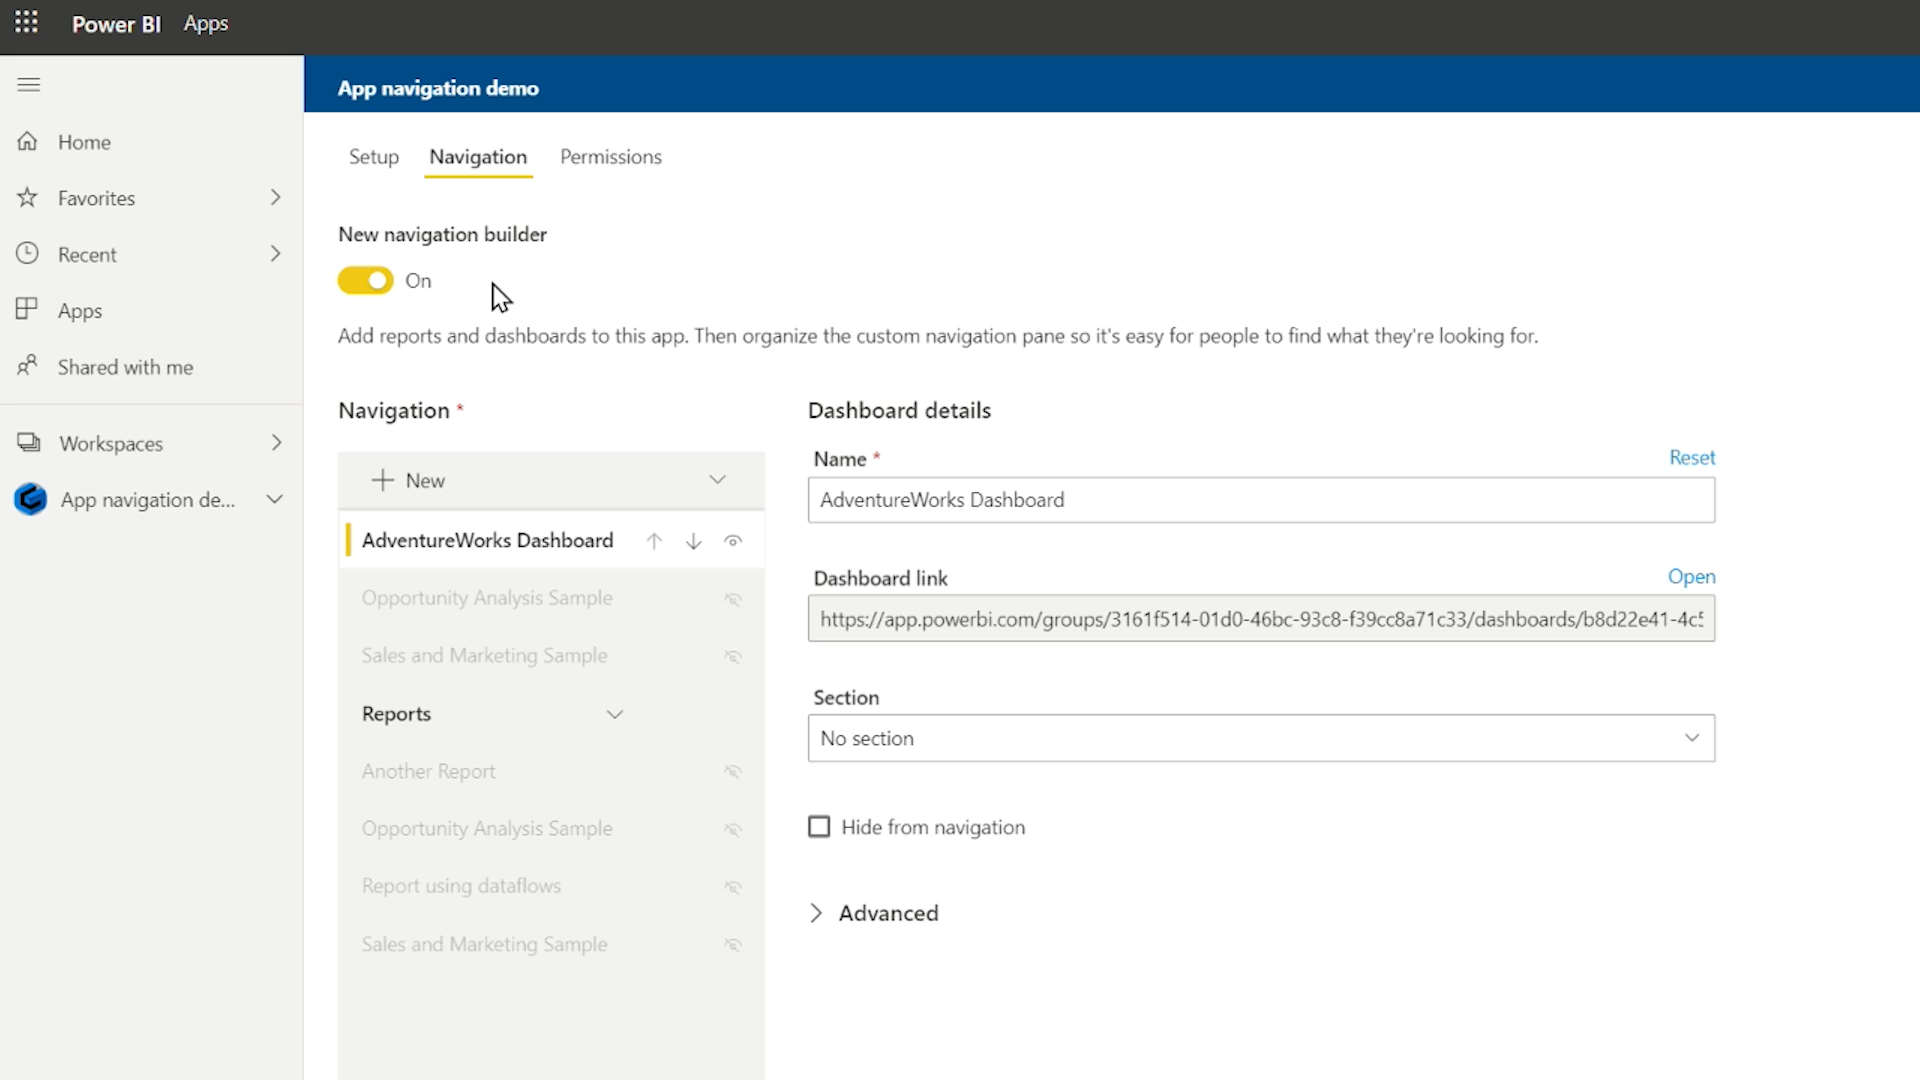 Power BI Apps
App navigation demo
Home
Favorites
Recent
Apps
Shared with me
Workspaces
App navigation de...
Setup Navigation Permissions
New navigation builder
On
Add reports and dashboards to this app. Then organize the custom navigation pane so it's easy for people to find what they're looking for.
Navigation *
New
AdventureWorks Dashboard
Opportunity Analysis Sample
Sales and Marketing Sample
Reports
Another Report
Opportunity Analysis Sample
Report using dataflows
Sales and Marketing Sample
Dashboard details
Name * Reset
AdventureWorks Dashboard
Dashboard link Open
https://app.powerbi.com/groups/3161f514-01d0-46bc-93c8-f39cc8a71c33/dashboards/b8d22e41-4c5
Section
No section
Hide from navigation
Advanced